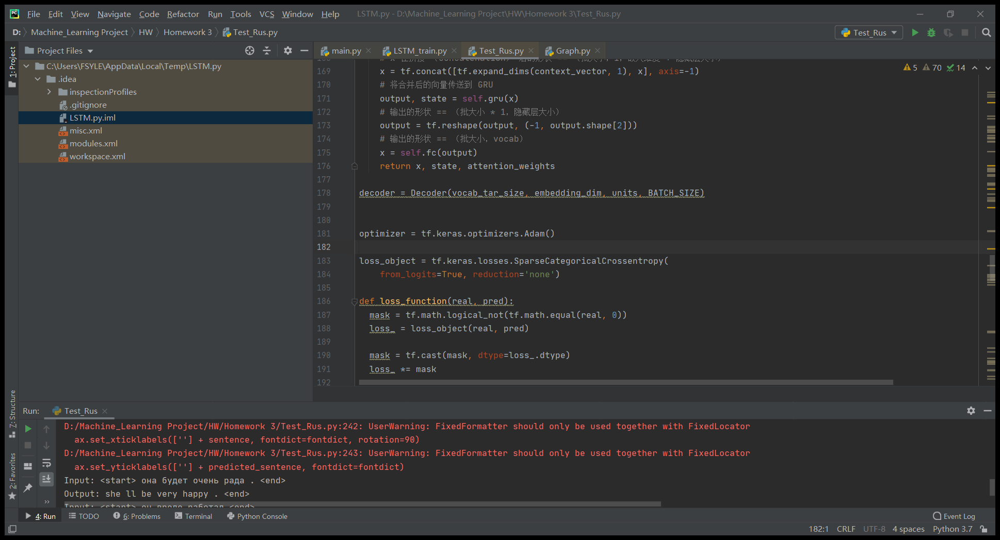 File Edit View Navigate Code Refactor Run Tools VCS Window Help LSTM.py - D:\Machine_Learning Project\HW\Homework 3\Test_Rus.py
D: Machine_Learning Project HW Homework 3 Test_Rus.py Test_Rus
1: Project
Project Files
main.py LSTM_train.py Test_Rus.py Graph.py
C:\Users\FSYLE\AppData\Local\Temp\LSTM.py
.idea
inspectionProfiles
.gitignore
LSTM.py.iml
misc.xml
modules.xml
workspace.xml
5 70 14
169 x = tf.concat([tf.expand_dims(context_vector, 1), x], axis=-1)
170 # 将合并后的向量传送到 GRU
171 output, state = self.gru(x)
172 # 输出的形状 == （批大小 * 1，隐藏层大小）
173 output = tf.reshape(output, (-1, output.shape[2]))
174 # 输出的形状 == （批大小，vocab）
175 x = self.fc(output)
176 return x, state, attention_weights
177
178 decoder = Decoder(vocab_tar_size, embedding_dim, units, BATCH_SIZE)
179
180
181 optimizer = tf.keras.optimizers.Adam()
182
183 loss_object = tf.keras.losses.SparseCategoricalCrossentropy(
184 from_logits=True, reduction='none')
185
186 def loss_function(real, pred):
187 mask = tf.math.logical_not(tf.math.equal(real, 0))
188 loss_ = loss_object(real, pred)
189
190 mask = tf.cast(mask, dtype=loss_.dtype)
191 loss_ *= mask
192
7: Structure
2: Favorites
Run: Test_Rus
D:/Machine_Learning Project/HW/Homework 3/Test_Rus.py:242: UserWarning: FixedFormatter should only be used together with FixedLocator
ax.set_xticklabels([''] + sentence, fontdict=fontdict, rotation=90)
D:/Machine_Learning Project/HW/Homework 3/Test_Rus.py:243: UserWarning: FixedFormatter should only be used together with FixedLocator
ax.set_yticklabels([''] + predicted_sentence, fontdict=fontdict)
Input: <start> она будет очень рада . <end>
Output: she ll be very happy . <end>
4: Run TODO 6: Problems Terminal Python Console Event Log
182:1 CRLF UTF-8 4 spaces Python 3.7